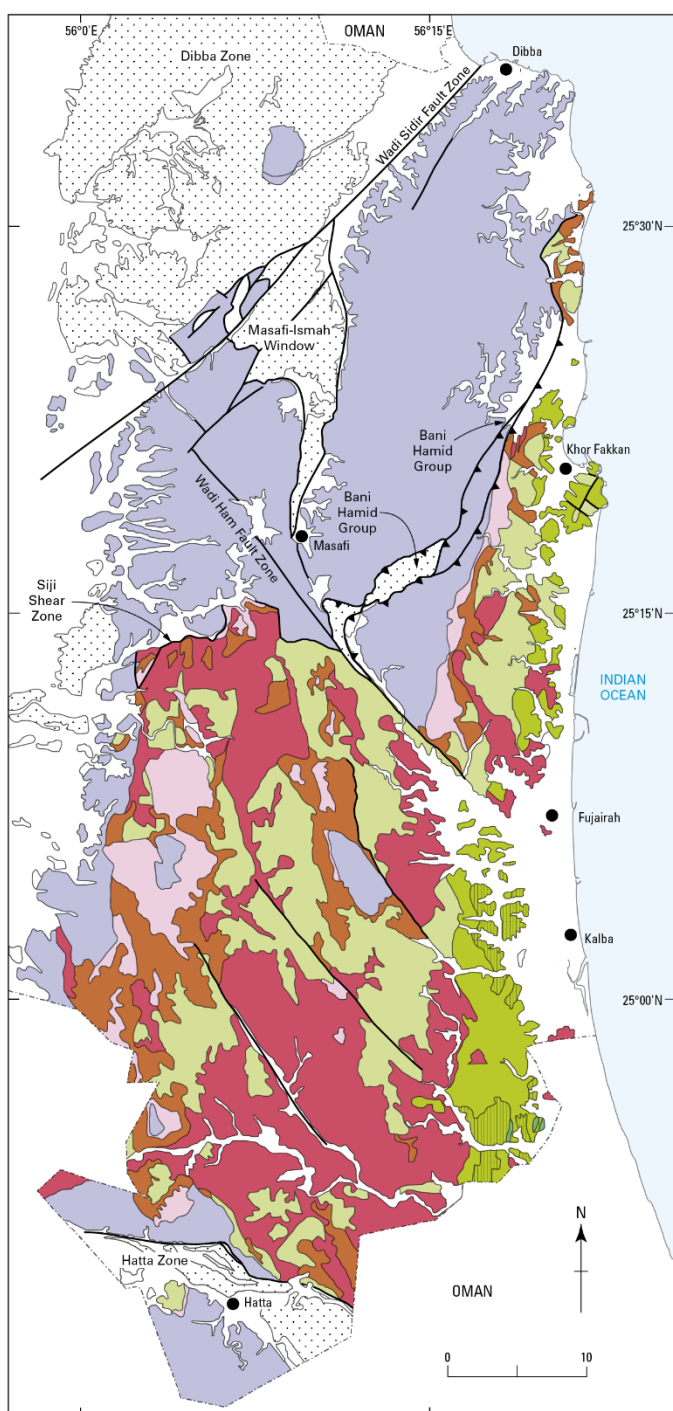 56°0'E
OMAN
56°15'E
Dibba Zone
Dibba
Wadi Sidir Fault Zone
25°30'
Masafi-Ismah
Window
Bani
Hamid
Group
Khor Fakkan
Wadi Ham Fault Zone
Bani
Hamid
Group
Masafi
Siji
Shear
Zone
25°15'
INDIAN
OCEAN
Fujairah
Kalba
25°00'N
N
Hatta Zone
Hatta
OMAN
0
10